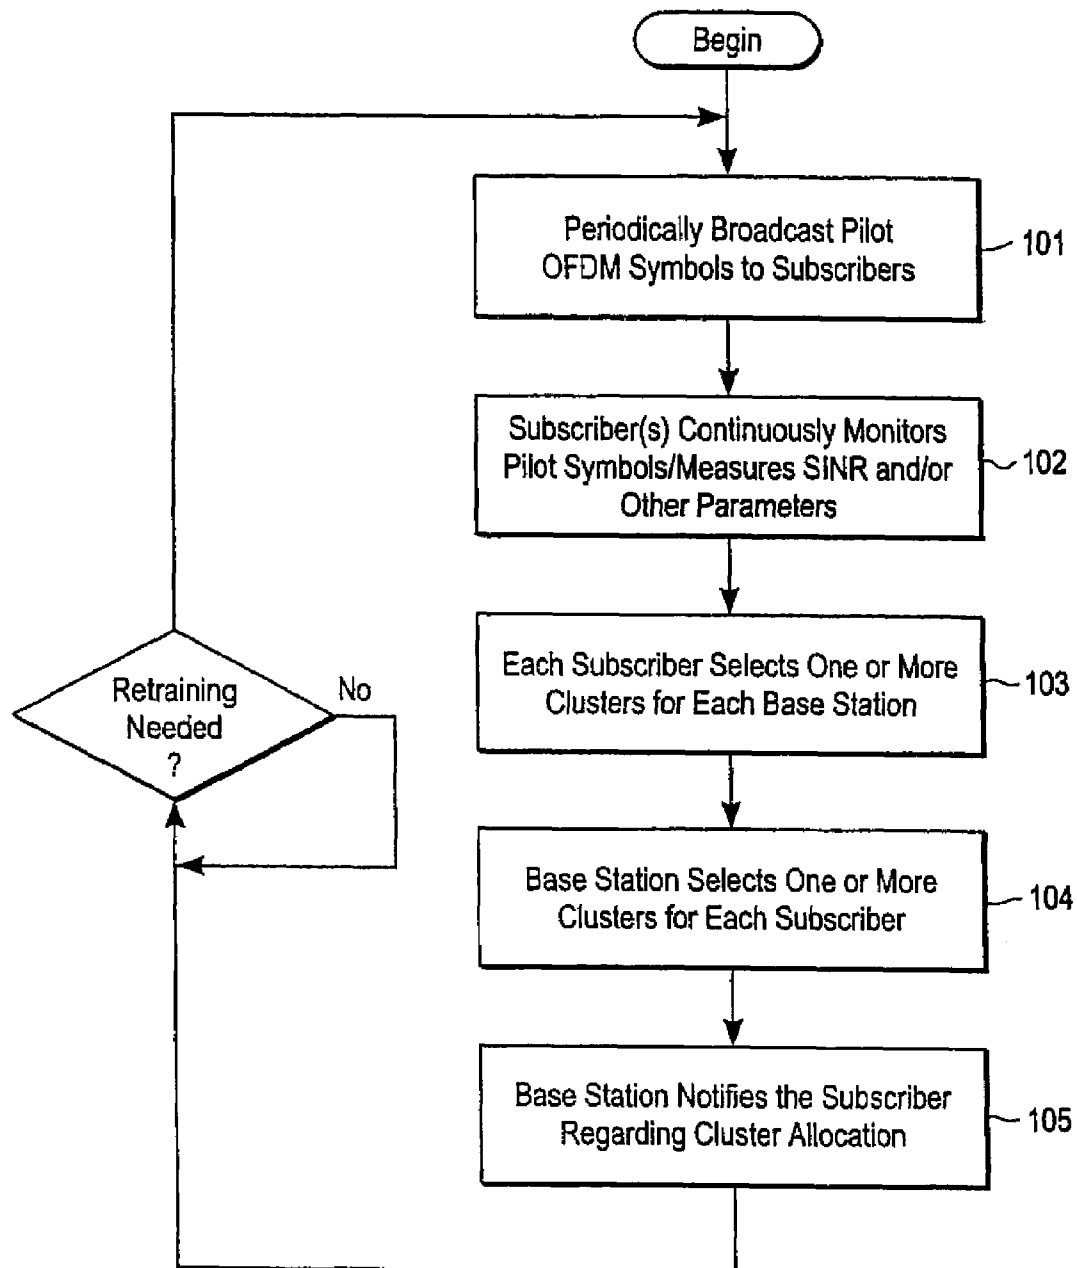 Begin
Periodically Broadcast Pilot
OFDM Symbols to Subscribers
101
Subscriber(s) Continuously Monitors
Pilot Symbols/Measures SINR and/or
Other Parameters
102
Each Subscriber Selects One or More
Clusters for Each Base Station
103
Base Station Selects One or More
Clusters for Each Subscriber
104
Base Station Notifies the Subscriber
Regarding Cluster Allocation
105
Retraining
Needed
?
No